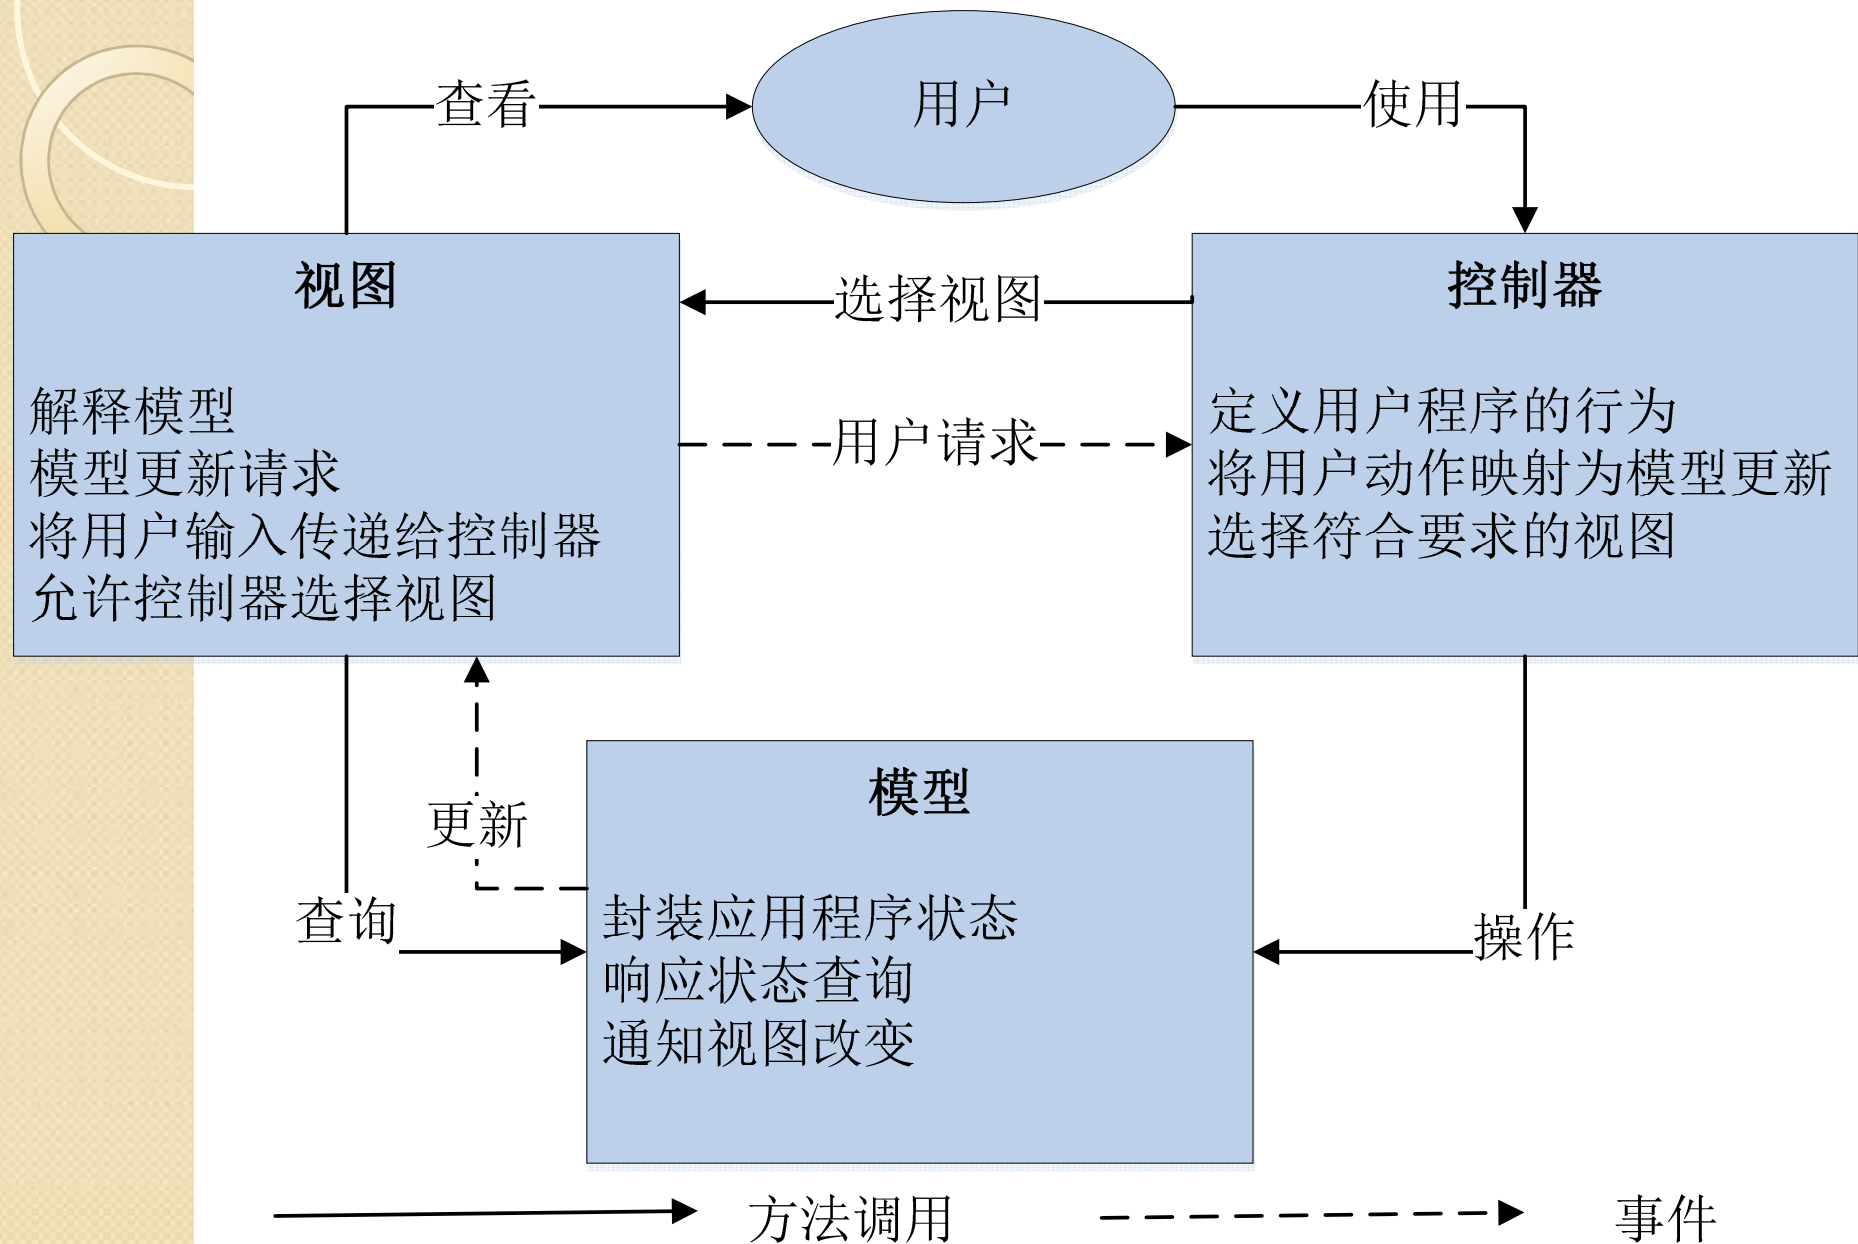 用户
查看
使用
视图
解释模型
模型更新请求
将用户输入传递给控制器
允许控制器选择视图
选择视图
用户请求
控制器
定义用户程序的行为
将用户动作映射为模型更新
选择符合要求的视图
更新
查询
操作
模型
封装应用程序状态
响应状态查询
通知视图改变
方法调用
事件